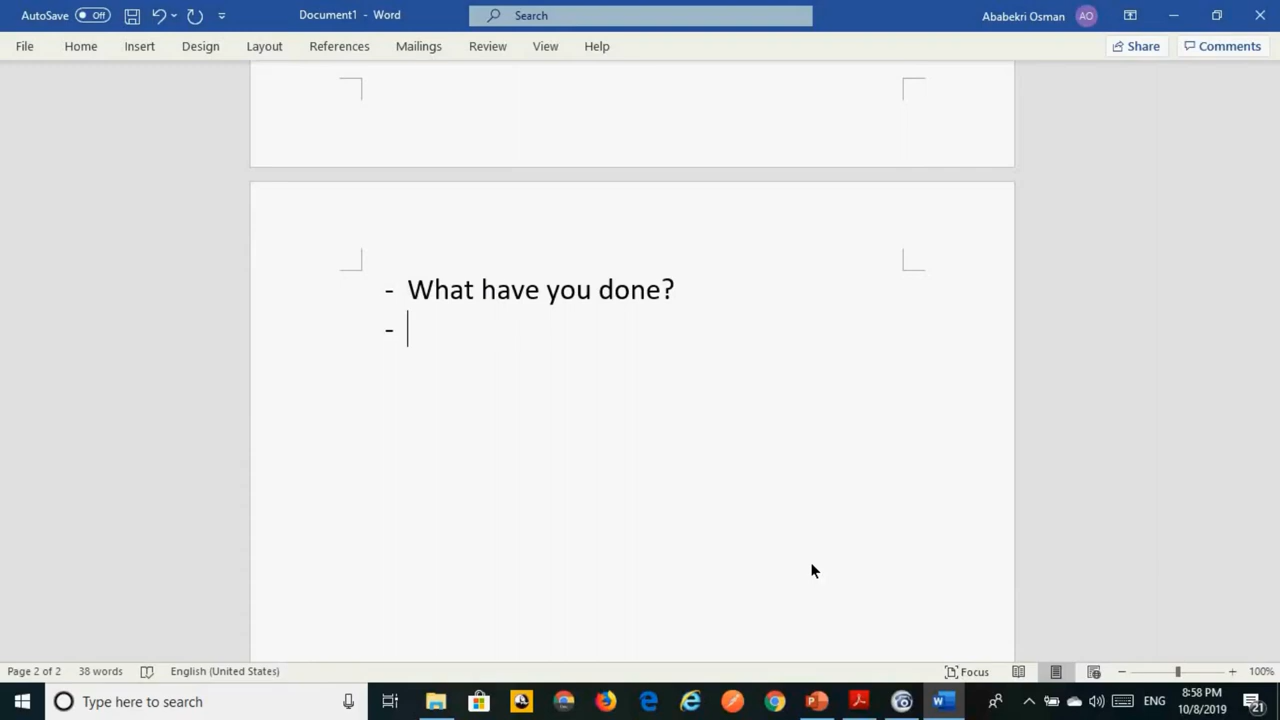 AutoSave Off Document1 - Word Search Ababekri Osman AO
File Home Insert Design Layout References Mailings Review View Help Share Comments
- What have you done?
-
Page 2 of 2 38 words English (United States) Focus 100%
Type here to search ENG 8:58 PM
10/8/2019 21